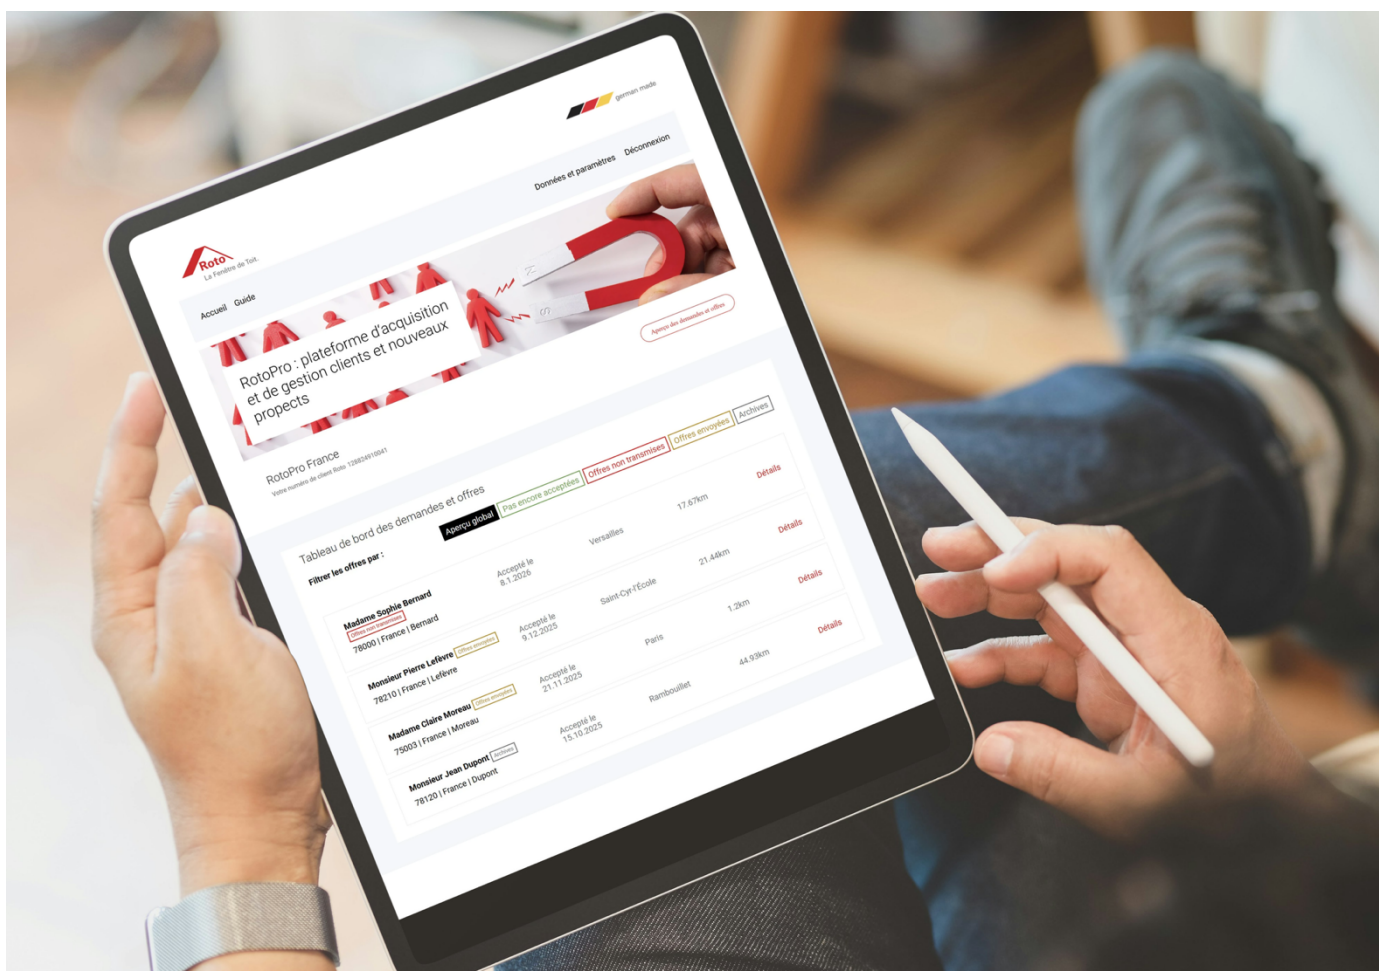 german made
Données et paramètres Déconnexion
Roto
La Fenêtre de Toit.
Accueil Guide
N
S
RotoPro : plateforme d'acquisition
et de gestion clients et nouveaux
propects
Aperçu des demandes et offres
RotoPro France
Votre numéro de client Roto 128824910041
Tableau de bord des demandes et offres
Filtrer les offres par :
Aperçu global Pas encore acceptées Offres non transmises Offres envoyées Archives
Madame Sophie Bernard
Offres non transmises
78000 | France | Bernard
Accepté le
8.1.2026
Versailles
17.67km
Détails
Monsieur Pierre Lefèvre Offres envoyées
78210 | France | Lefèvre
Accepté le
9.12.2025
Saint-Cyr-l'École
21.44km
Détails
Madame Claire Moreau Offres envoyées
75003 | France | Moreau
Accepté le
21.11.2025
Paris
1.2km
Détails
Monsieur Jean Dupont Archives
78120 | France | Dupont
Accepté le
15.10.2025
Rambouillet
44.93km
Détails